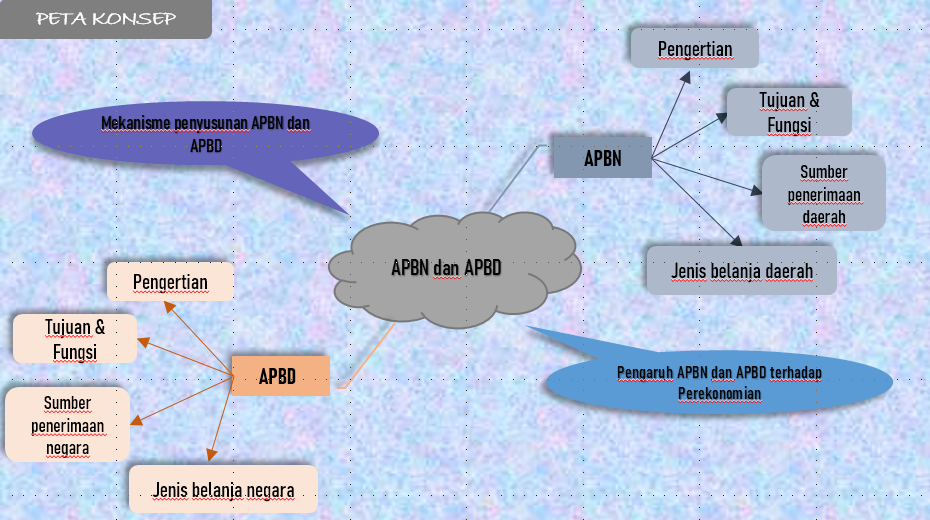 PETA KONSEP
Pengertian
Tujuan &
Fungsi
Mekanisme penyusunan APBN dan
APBD
APBN
Sumber
penerimaan
daerah
APBN dan APBD
Jenis belanja daerah
Pengertian
Tujuan &
Fungsi
APBD
Pengaruh APBN dan APBD terhadap
Perekonomian
Sumber
penerimaan
negara
Jenis belanja negara